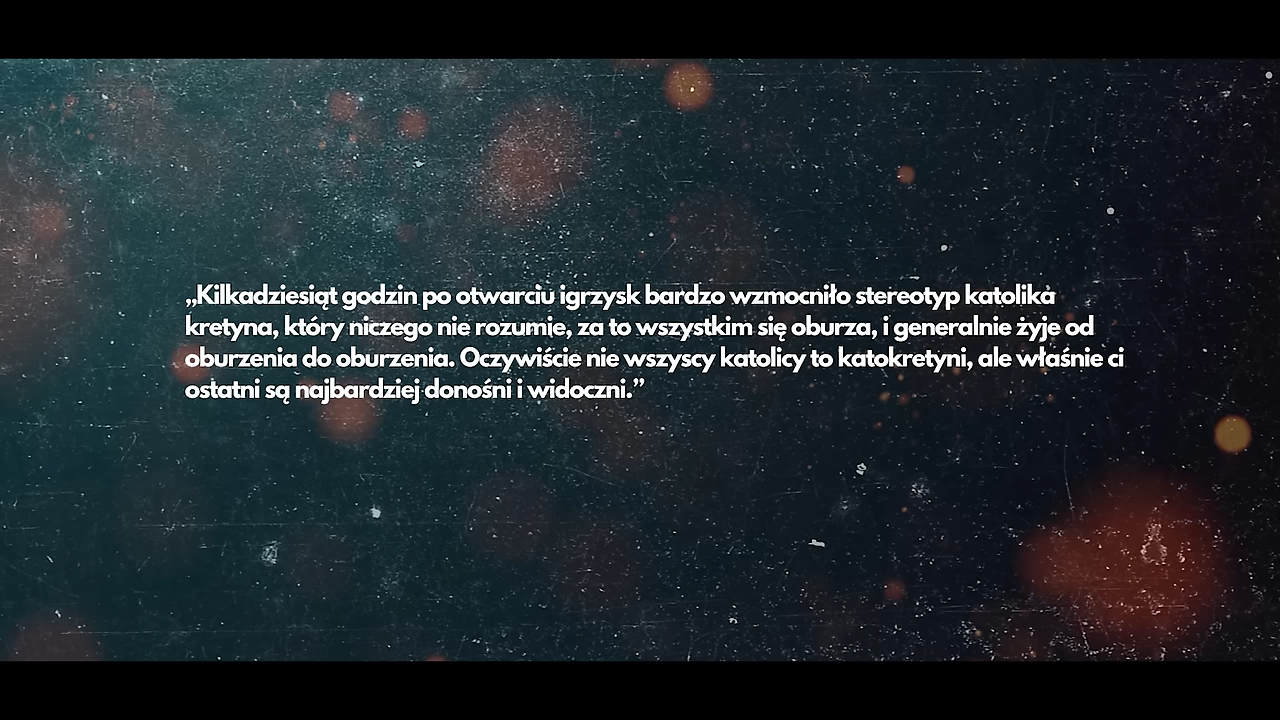 „Kilkadziesiąt godzin po otwarciu igrzysk bardzo wzmocniło stereotyp katolika
kretyna, który niczego nie rozumie, za to wszystkim się oburza, i generalnie żyje od
oburzenia do oburzenia. Oczywiście nie wszyscy katolicy to katokretyni, ale właśnie ci
ostatni są najbardziej donośni i widoczni.”